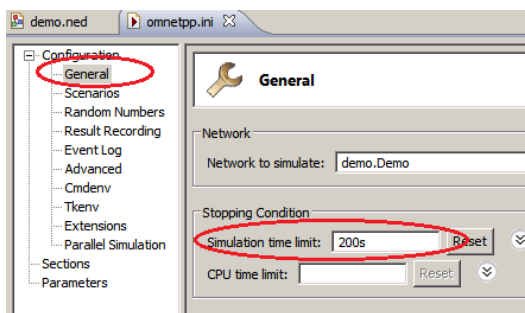 demo.ned omnetpp.ini
Configuration
General
Scenarios
Random Numbers
Result Recording
Event Log
Advanced
Cmdenv
Tkenv
Extensions
Parallel Simulation
Sections
Parameters
General
Network
Network to simulate: demo.Demo
Stopping Condition
Simulation time limit: 200s Reset
CPU time limit: Reset